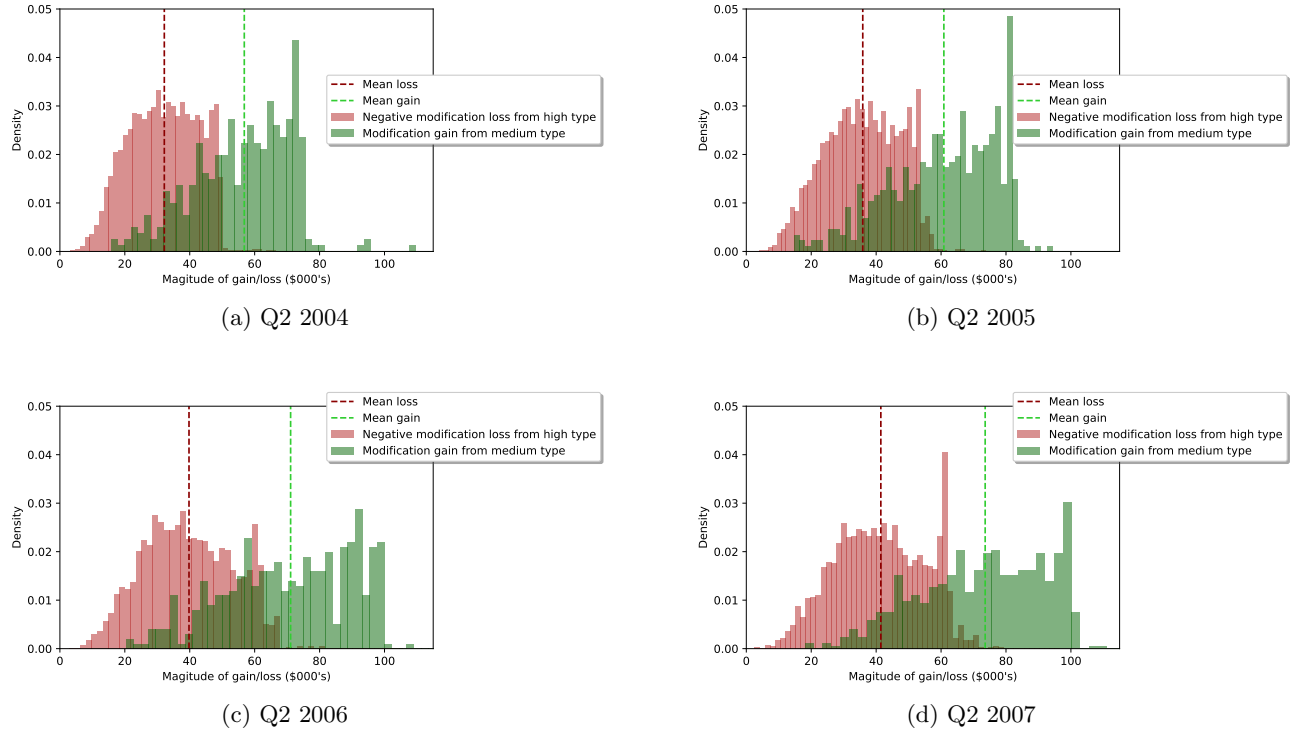 0.05
0.04
0.03
0.02
0.01
0.00
Density
0 20 40 60 80 100
Magitude of gain/loss ($000's)
Mean loss
Mean gain
Negative modification loss from high type
Modification gain from medium type
(a) Q2 2004
0.05
0.04
0.03
0.02
0.01
0.00
Density
0 20 40 60 80 100
Magitude of gain/loss ($000's)
Mean loss
Mean gain
Negative modification loss from high type
Modification gain from medium type
(b) Q2 2005
0.05
0.04
0.03
0.02
0.01
0.00
Density
0 20 40 60 80 100
Magitude of gain/loss ($000's)
Mean loss
Mean gain
Negative modification loss from high type
Modification gain from medium type
(c) Q2 2006
0.05
0.04
0.03
0.02
0.01
0.00
Density
0 20 40 60 80 100
Magitude of gain/loss ($000's)
Mean loss
Mean gain
Negative modification loss from high type
Modification gain from medium type
(d) Q2 2007